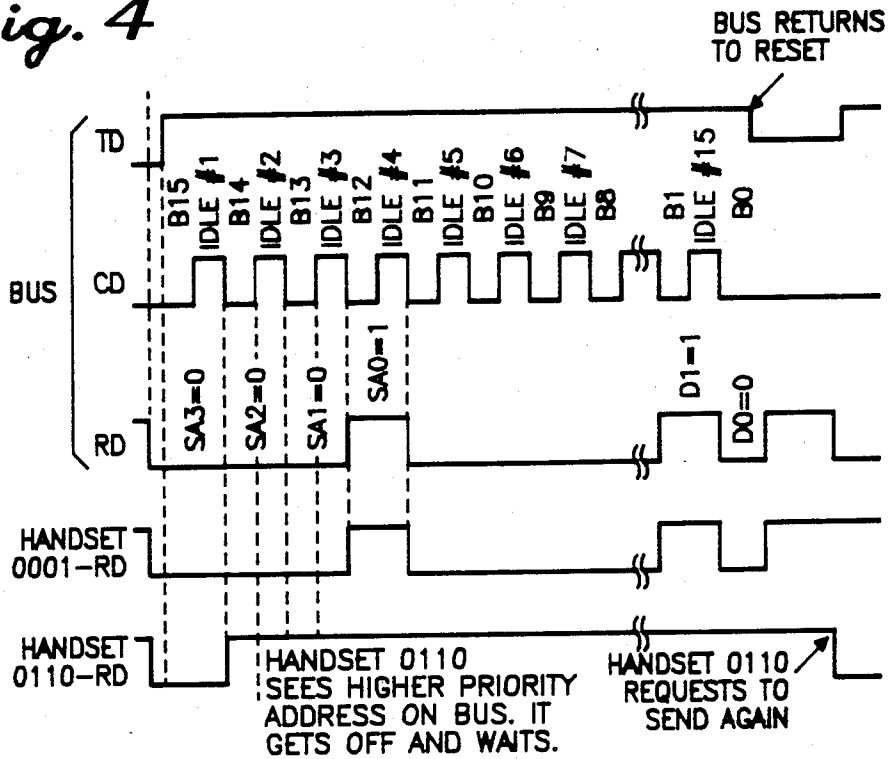 ig. 4
BUS RETURNS
TO RESET
TD
B15
IDLE #1
B14
IDLE #2
B13
IDLE #3
B12
IDLE #4
B11
IDLE #5
B10
IDLE #6
B9
IDLE #7
B8
B1
IDLE #15
B0
BUS
CD
SA3=0
SA2=0
SA1=0
SA0=1
D1=1
D0=0
RD
HANDSET
0001-RD
HANDSET
0110-RD
HANDSET 0110
SEES HIGHER PRIORITY
ADDRESS ON BUS. IT
GETS OFF AND WAITS.
HANDSET 0110
REQUESTS TO
SEND AGAIN